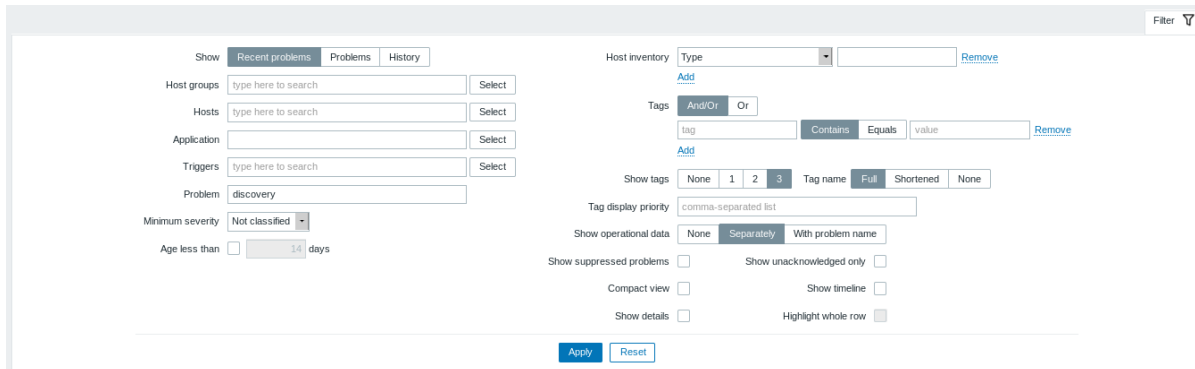 Filter
Show Recent problems Problems History
Host groups type here to search Select
Hosts type here to search Select
Application Select
Triggers type here to search Select
Problem discovery
Minimum severity Not classified
Age less than 14 days
Host inventory Type Remove
Add
Tags And/Or Or
tag Contains Equals value Remove
Add
Show tags None 1 2 3 Tag name Full Shortened None
Tag display priority comma-separated list
Show operational data None Separately With problem name
Show suppressed problems Show unacknowledged only
Compact view Show timeline
Show details Highlight whole row
Apply Reset